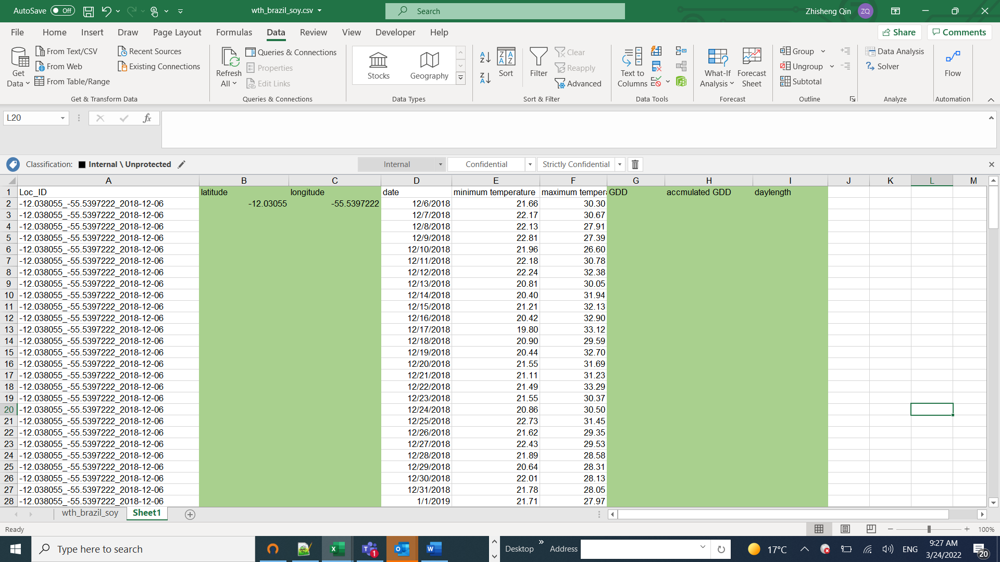 AutoSave Off wth_brazil_soy.csv Search Zhisheng Qin ZQ
File Home Insert Draw Page Layout Formulas Data Review View Developer Help Share Comments
Get Data
From Text/CSV
From Web
From Table/Range
Recent Sources
Existing Connections
Get & Transform Data
Refresh All
Queries & Connections
Properties
Edit Links
Queries & Connections
Stocks
Geography
Data Types
Sort
Filter
Clear
Reapply
Advanced
Sort & Filter
Text to Columns
Data Tools
What-If Analysis
Forecast Sheet
Forecast
Group
Ungroup
Subtotal
Outline
Data Analysis
Solver
Analyze
Flow
Automation
L20 fx
Classification: Internal \ Unprotected Internal Confidential Strictly Confidential
A B C D E F G H I J K L M
1 Loc_ID latitude longitude date minimum temperature maximum tempera GDD accmulated GDD daylength
2 -12.038055_-55.5397222_2018-12-06 -12.03055 -55.5397222 12/6/2018 21.66 30.30
3 -12.038055_-55.5397222_2018-12-06 12/7/2018 22.17 30.67
4 -12.038055_-55.5397222_2018-12-06 12/8/2018 22.13 27.91
5 -12.038055_-55.5397222_2018-12-06 12/9/2018 22.81 27.39
6 -12.038055_-55.5397222_2018-12-06 12/10/2018 21.96 26.60
7 -12.038055_-55.5397222_2018-12-06 12/11/2018 22.18 30.78
8 -12.038055_-55.5397222_2018-12-06 12/12/2018 22.24 32.38
9 -12.038055_-55.5397222_2018-12-06 12/13/2018 20.81 30.05
10 -12.038055_-55.5397222_2018-12-06 12/14/2018 20.40 31.94
11 -12.038055_-55.5397222_2018-12-06 12/15/2018 21.21 32.13
12 -12.038055_-55.5397222_2018-12-06 12/16/2018 20.42 32.90
13 -12.038055_-55.5397222_2018-12-06 12/17/2018 19.80 33.12
14 -12.038055_-55.5397222_2018-12-06 12/18/2018 20.90 29.59
15 -12.038055_-55.5397222_2018-12-06 12/19/2018 20.44 32.70
16 -12.038055_-55.5397222_2018-12-06 12/20/2018 21.55 31.69
17 -12.038055_-55.5397222_2018-12-06 12/21/2018 21.11 31.23
18 -12.038055_-55.5397222_2018-12-06 12/22/2018 21.49 33.29
19 -12.038055_-55.5397222_2018-12-06 12/23/2018 21.55 30.37
20 -12.038055_-55.5397222_2018-12-06 12/24/2018 20.86 30.50
21 -12.038055_-55.5397222_2018-12-06 12/25/2018 22.73 31.45
22 -12.038055_-55.5397222_2018-12-06 12/26/2018 21.62 29.35
23 -12.038055_-55.5397222_2018-12-06 12/27/2018 22.43 29.53
24 -12.038055_-55.5397222_2018-12-06 12/28/2018 21.89 28.58
25 -12.038055_-55.5397222_2018-12-06 12/29/2018 20.64 28.31
26 -12.038055_-55.5397222_2018-12-06 12/30/2018 22.01 28.13
27 -12.038055_-55.5397222_2018-12-06 12/31/2018 21.78 28.05
28 -12.038055_-55.5397222_2018-12-06 1/1/2019 21.71 27.97
wth_brazil_soy Sheet1
Ready 100%
Type here to search 1 Desktop Address 17°C ENG 9:27 AM
3/24/2022 20